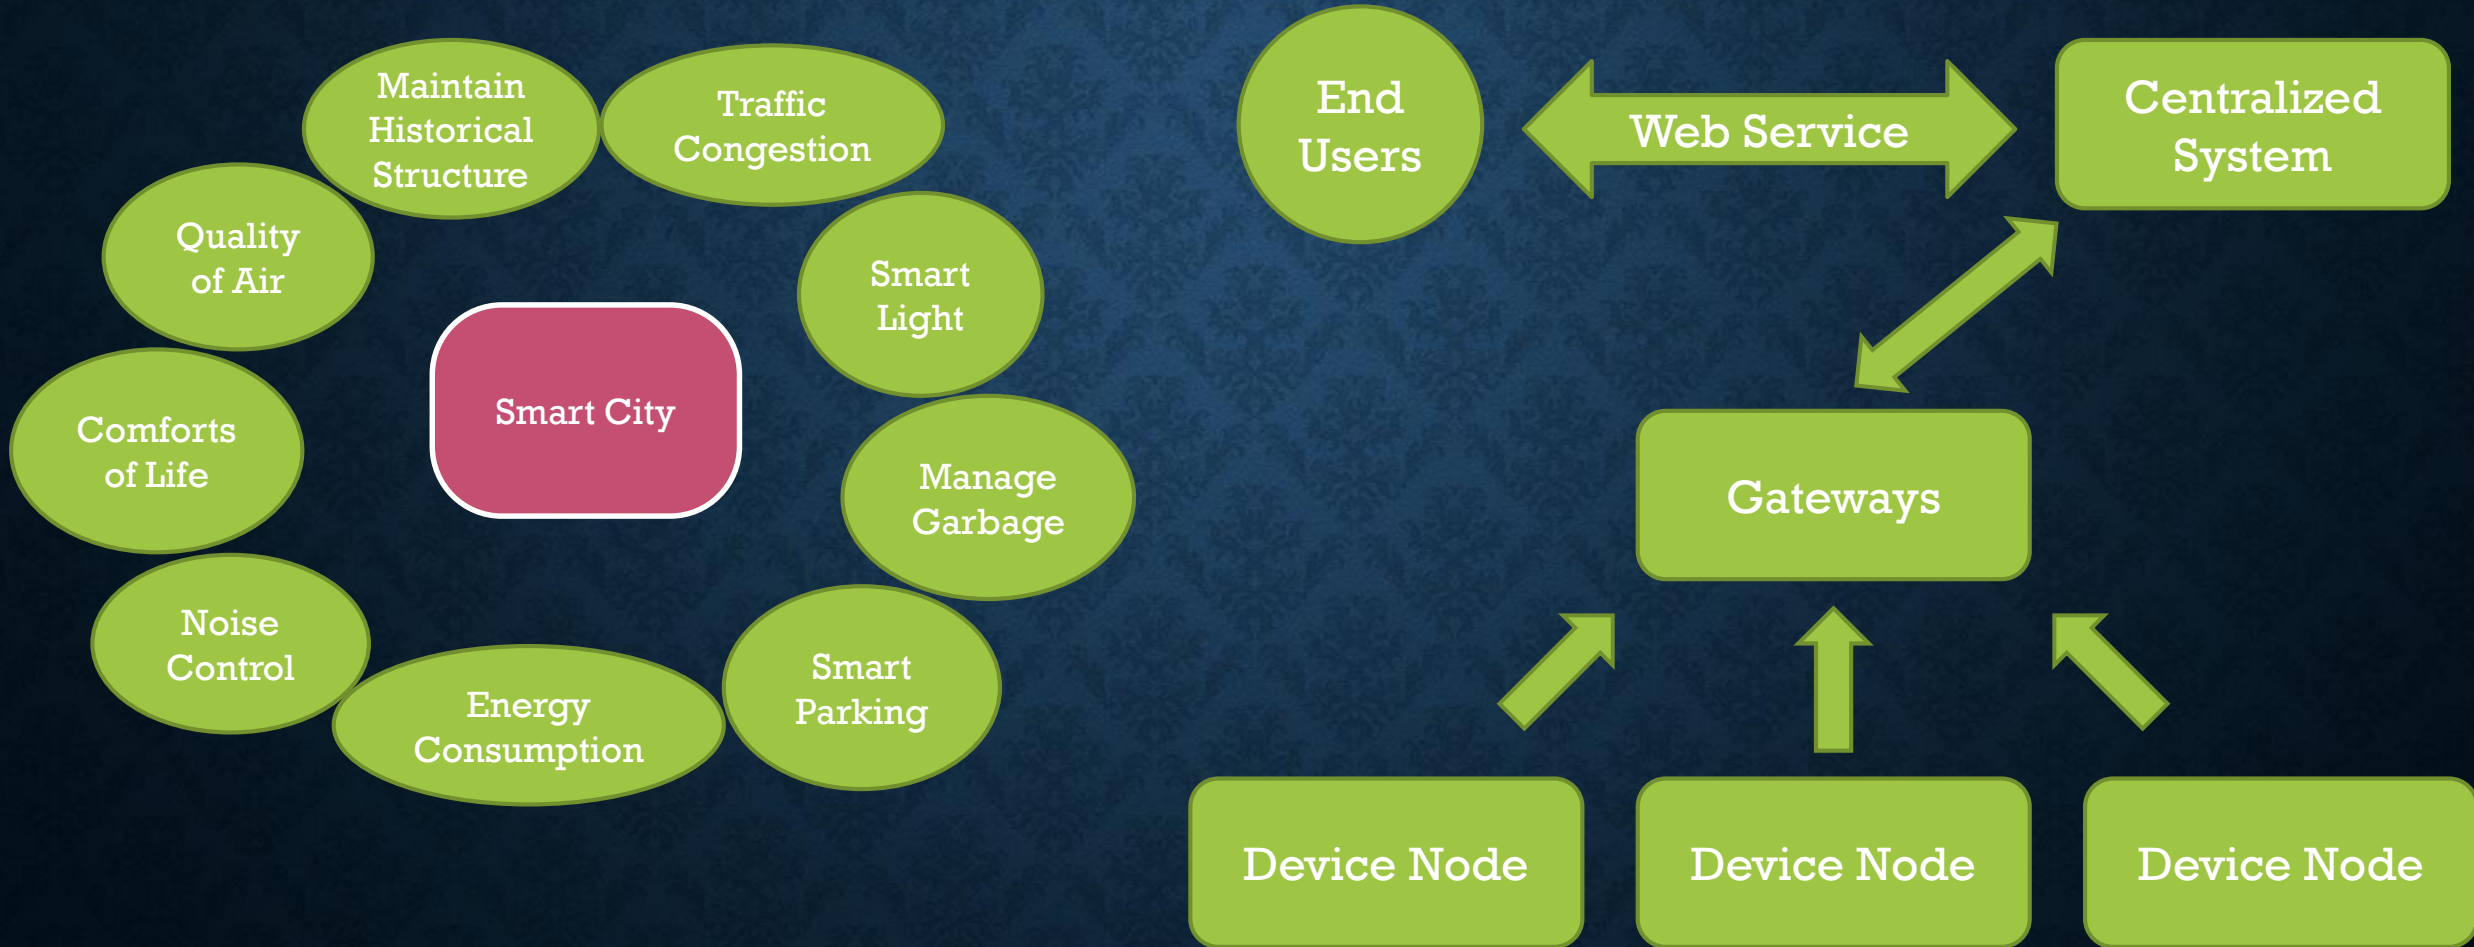 Maintain
Historical
Structure
Traffic
Congestion
Quality
of Air
Smart
Light
Smart City
Comforts
of Life
Manage
Garbage
Noise
Control
Energy
Consumption
Smart
Parking
End
Users
Web Service
Centralized
System
Gateways
Device Node
Device Node
Device Node